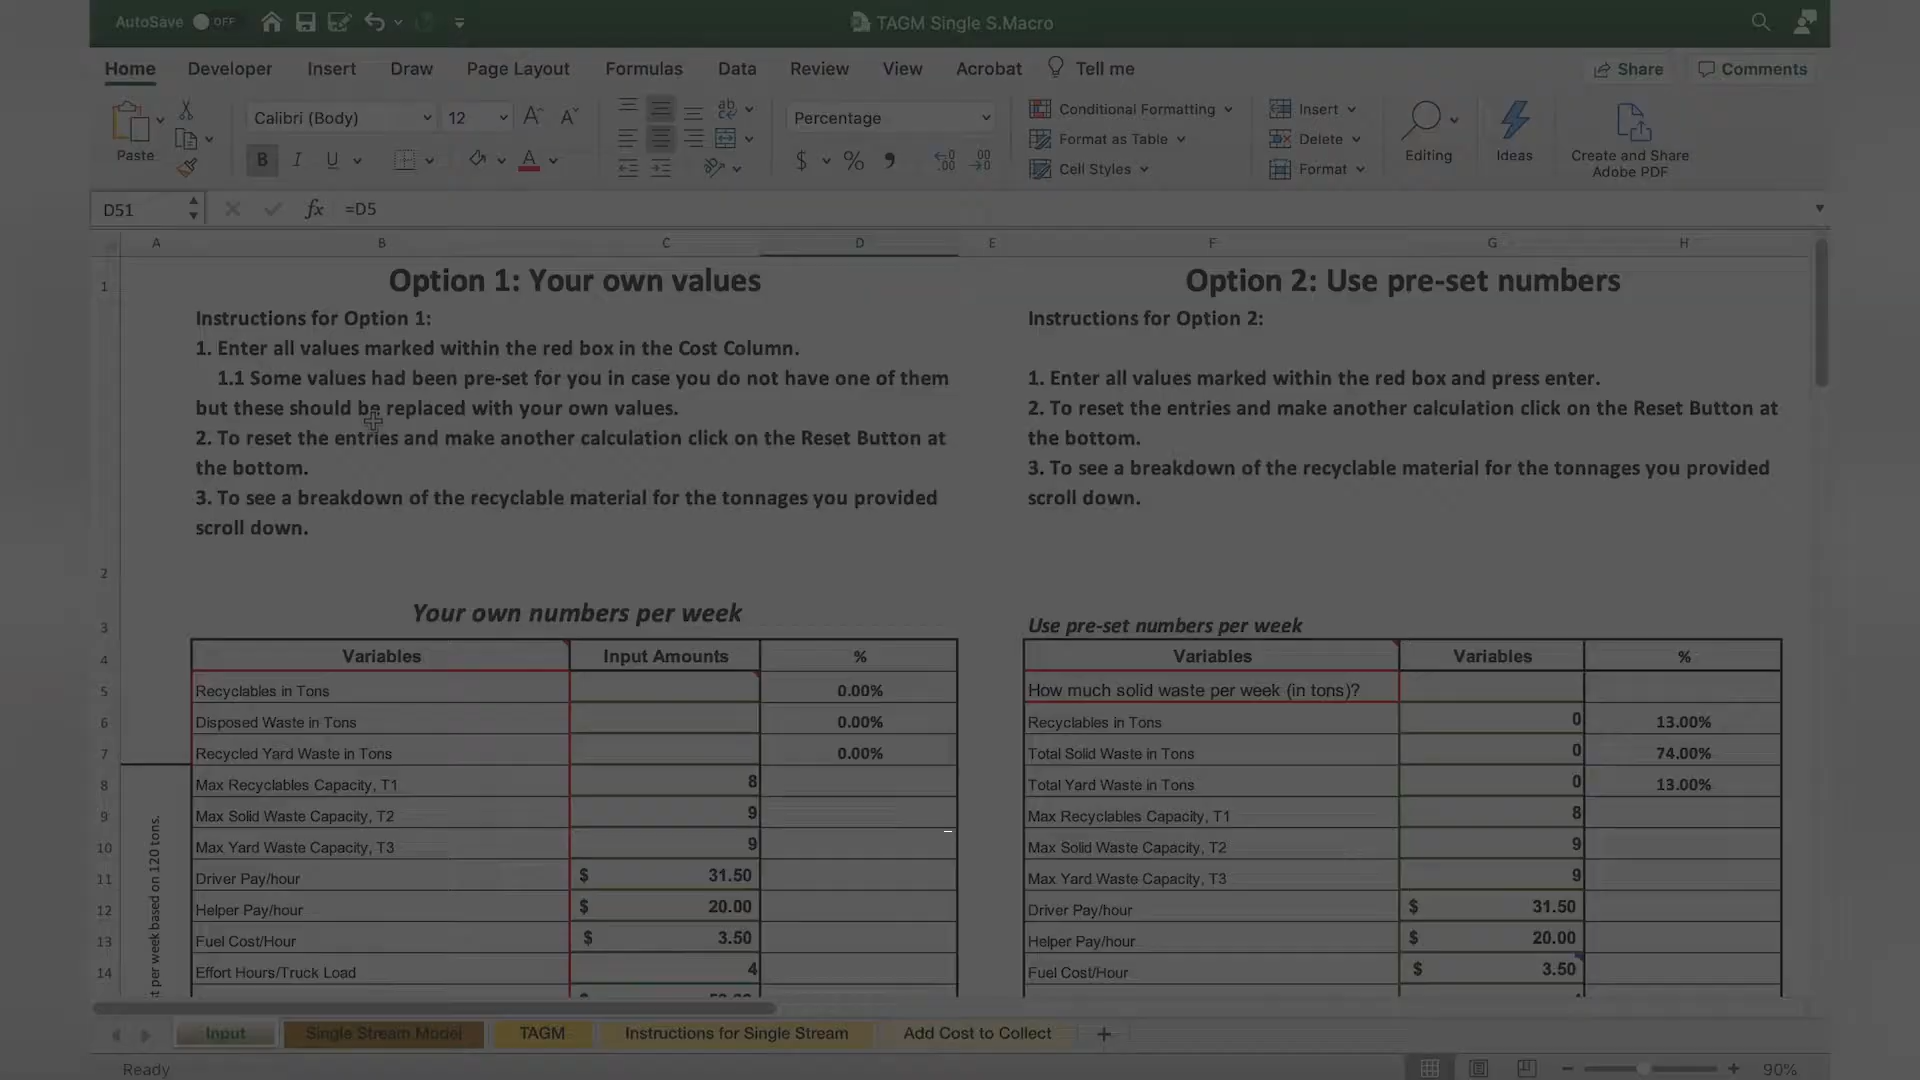 AutoSave OFF TAGM Single S.Macro
Home Developer Insert Draw Page Layout Formulas Data Review View Acrobat Tell me Share Comments
Calibri (Body) 12 Percentage Conditional Formatting Insert
Format as Table Delete
Paste B I U A $ % Cell Styles Format Editing Ideas Create and Share
Adobe PDF
D51 fx =D5
A B C D E F G H
1 Option 1: Your own values Option 2: Use pre-set numbers
Instructions for Option 1: Instructions for Option 2:
1. Enter all values marked within the red box in the Cost Column.
1.1 Some values had been pre-set for you in case you do not have one of them 1. Enter all values marked within the red box and press enter.
but these should be replaced with your own values. 2. To reset the entries and make another calculation click on the Reset Button at
2. To reset the entries and make another calculation click on the Reset Button at the bottom.
the bottom. 3. To see a breakdown of the recyclable material for the tonnages you provided
3. To see a breakdown of the recyclable material for the tonnages you provided scroll down.
scroll down.
2
3 Your own numbers per week Use pre-set numbers per week
4 Variables Input Amounts % Variables Variables %
5 Recyclables in Tons 0.00% How much solid waste per week (in tons)?
6 Disposed Waste in Tons 0.00% Recyclables in Tons 0 13.00%
7 Recycled Yard Waste in Tons 0.00% Total Solid Waste in Tons 0 74.00%
8 Max Recyclables Capacity, T1 8 Total Yard Waste in Tons 0 13.00%
9 Max Solid Waste Capacity, T2 9 Max Recyclables Capacity, T1 8
10 Max Yard Waste Capacity, T3 9 Max Solid Waste Capacity, T2 9
11 Driver Pay/hour $ 31.50 Max Yard Waste Capacity, T3 9
12 Helper Pay/hour $ 20.00 Driver Pay/hour $ 31.50
13 Fuel Cost/Hour $ 3.50 Helper Pay/hour $ 20.00
14 Effort Hours/Truck Load 4 Fuel Cost/Hour $ 3.50
per week based on 120 tons.
Input Single Stream Model TAGM Instructions for Single Stream Add Cost to Collect +
Ready 90%